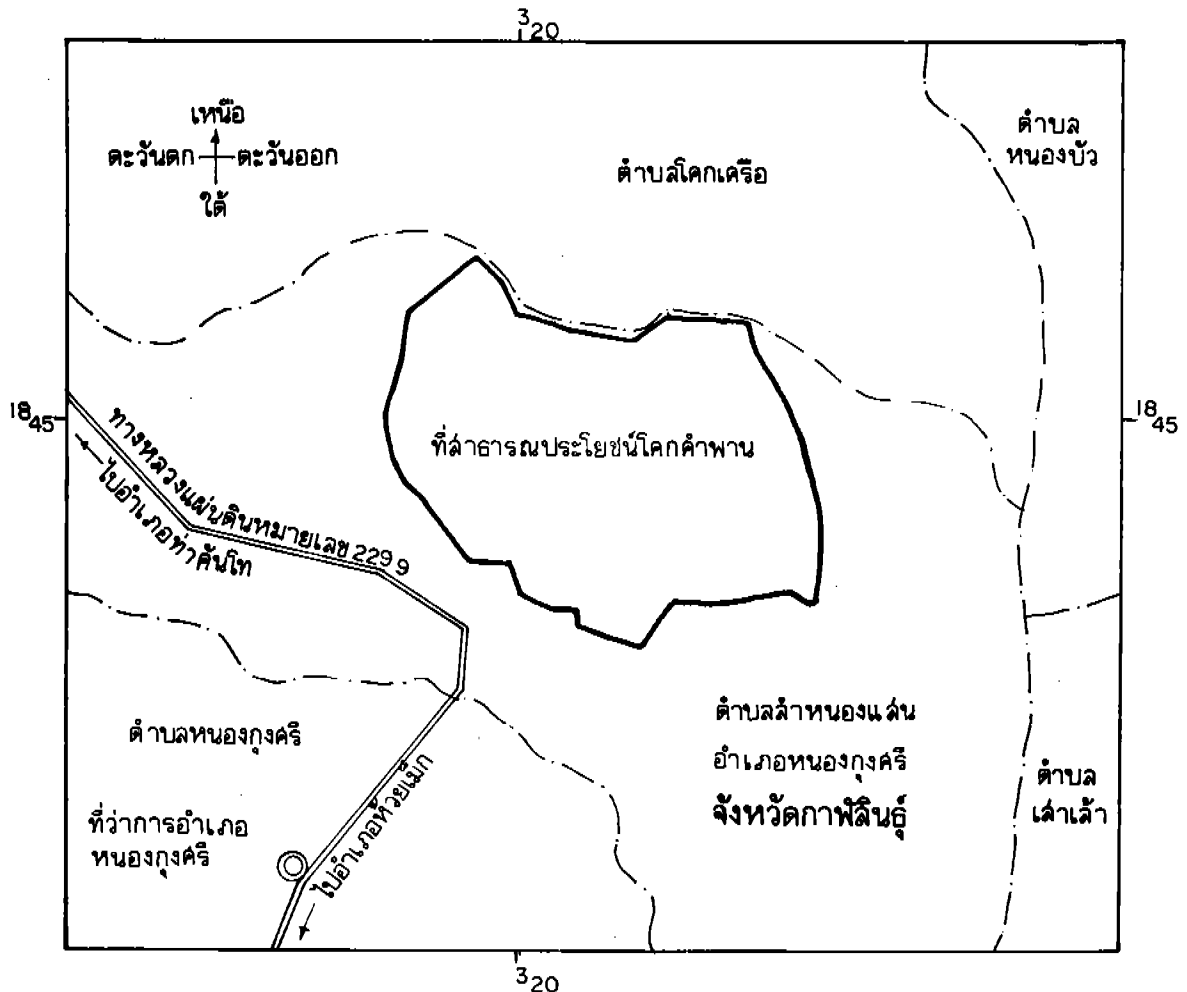 320
เหนือ
ตะวันตก ตะวันออก
ใต้
ตำบลโคกเครือ
ตำบล
หนองบัว
1845
1845
ที่สาธารณประโยชน์โคกคำพาน
ทางหลวงแผ่นดินหมายเลข 2299
ไปอำเภอท่าคันโท
ตำบลหนองกุงศรี
ที่ว่าการอำเภอ
หนองกุงศรี
ไปอำเภอห้วยเม็ก
ตำบลลำหนองแสน
อำเภอหนองกุงศรี
จังหวัดกาฬสินธุ์
ตำบล
เสาเล้า
320